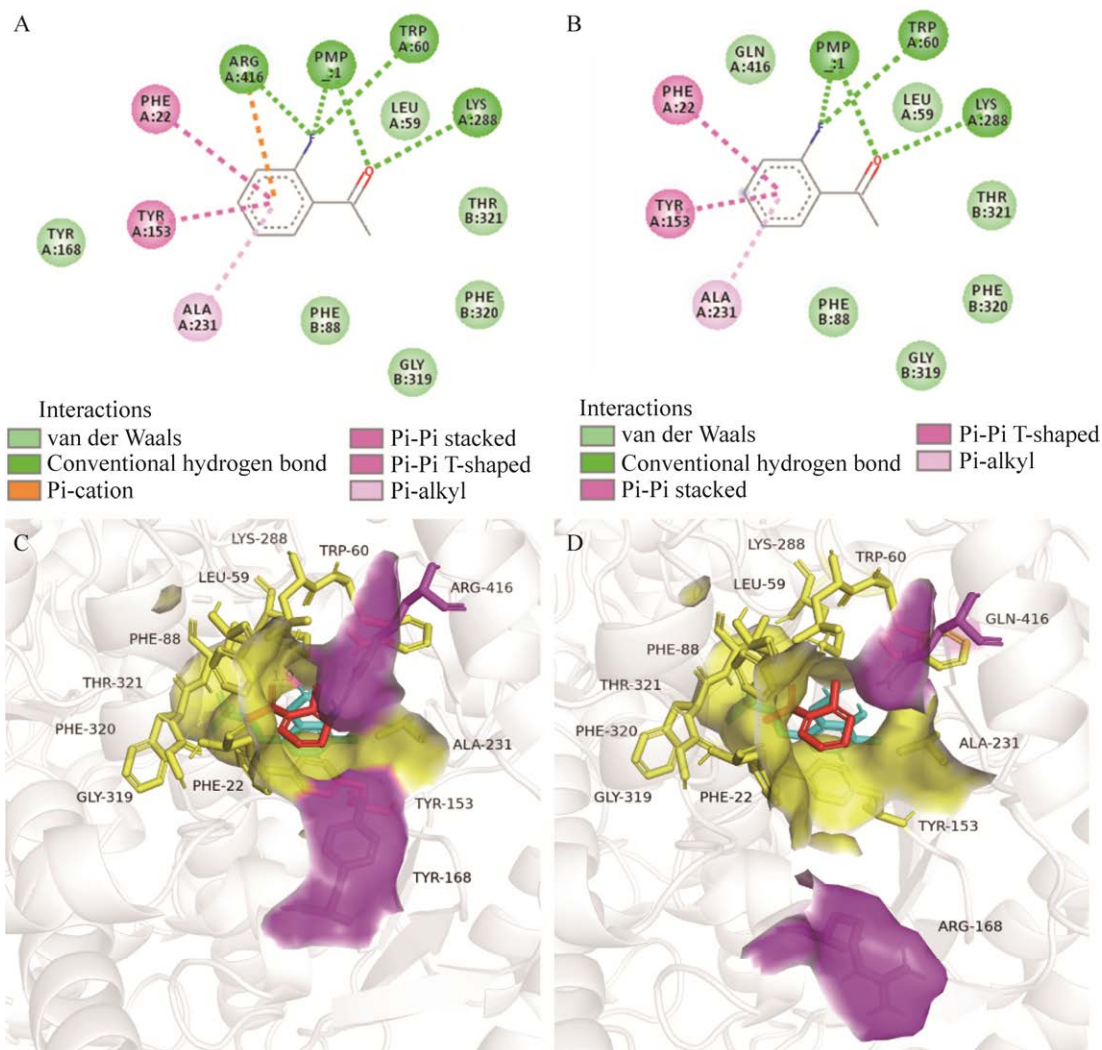 A
ARG
A:416
PMP
_:1
TRP
A:60
PHE
A:22
LEU
A:59
LYS
A:288
TYR
A:168
TYR
A:153
THR
B:321
ALA
A:231
PHE
B:88
PHE
B:320
GLY
B:319
Interactions
van der Waals
Conventional hydrogen bond
Pi-cation
Pi-Pi stacked
Pi-Pi T-shaped
Pi-alkyl
B
GLN
A:416
PMP
_:1
TRP
A:60
PHE
A:22
LEU
A:59
LYS
A:288
TYR
A:153
THR
B:321
ALA
A:231
PHE
B:88
PHE
B:320
GLY
B:319
Interactions
van der Waals
Conventional hydrogen bond
Pi-Pi stacked
Pi-Pi T-shaped
Pi-alkyl
C
LYS-288
TRP-60
LEU-59
ARG-416
PHE-88
THR-321
PHE-320
ALA-231
GLY-319
PHE-22
TYR-153
TYR-168
D
LYS-288
TRP-60
LEU-59
GLN-416
PHE-88
THR-321
PHE-320
ALA-231
GLY-319
PHE-22
TYR-153
ARG-168